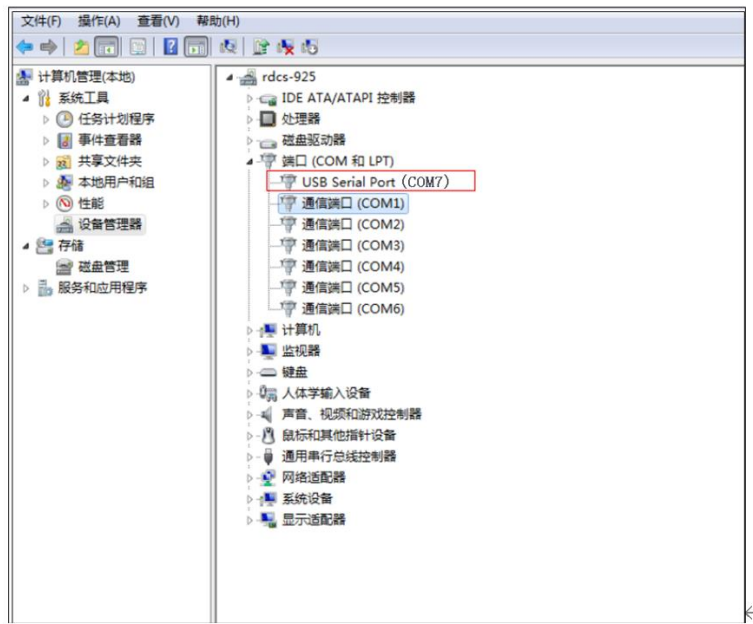 文件(F) 操作(A) 查看(V) 帮助(H)
计算机管理(本地)
系统工具
任务计划程序
事件查看器
共享文件夹
本地用户和组
性能
设备管理器
存储
磁盘管理
服务和应用程序
rdcs-925
IDE ATA/ATAPI 控制器
处理器
磁盘驱动器
端口 (COM 和 LPT)
USB Serial Port (COM7)
通信端口 (COM1)
通信端口 (COM2)
通信端口 (COM3)
通信端口 (COM4)
通信端口 (COM5)
通信端口 (COM6)
计算机
监视器
键盘
人体学输入设备
声音、视频和游戏控制器
鼠标和其他指针设备
通用串行总线控制器
网络适配器
系统设备
显示适配器